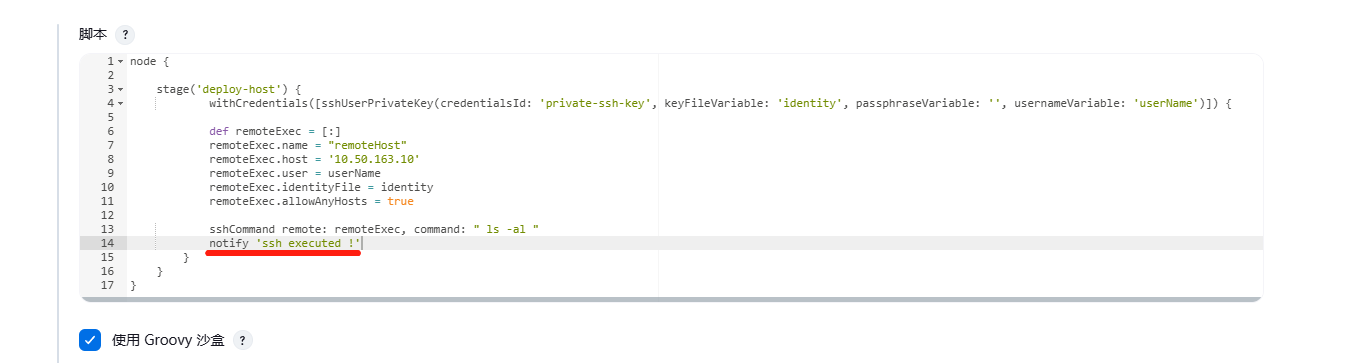 脚本 ?
1 node {
2
3 stage('deploy-host') {
4 withCredentials([sshUserPrivateKey(credentialsId: 'private-ssh-key', keyFileVariable: 'identity', passphraseVariable: '', usernameVariable: 'userName')]) {
5
6 def remoteExec = [:]
7 remoteExec.name = "remoteHost"
8 remoteExec.host = '10.50.163.10'
9 remoteExec.user = userName
10 remoteExec.identityFile = identity
11 remoteExec.allowAnyHosts = true
12
13 sshCommand remote: remoteExec, command: " ls -al "
14 notify 'ssh executed !'
15 }
16 }
17 }
使用 Groovy 沙盒 ?